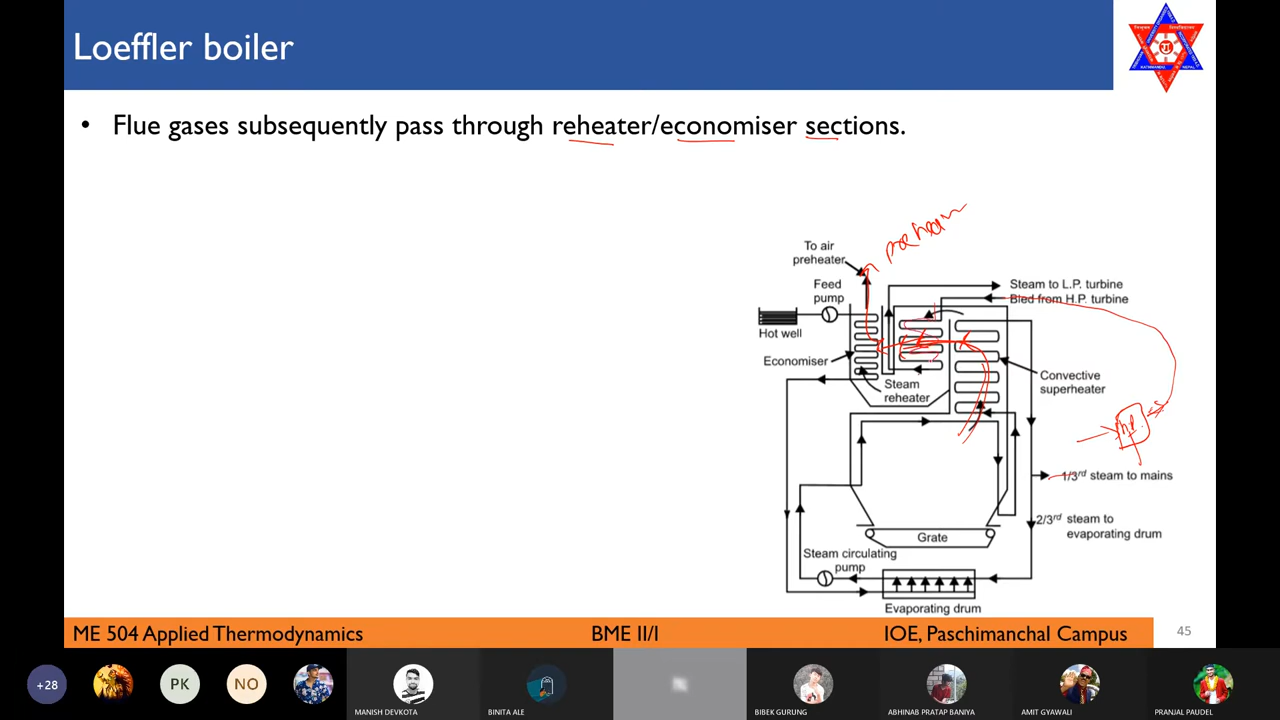 Loeffler boiler
• Flue gases subsequently pass through reheater/economiser sections.
To air
preheater
preheater
Feed
pump
Hot well
Economiser
Steam
reheater
Steam to L.P. turbine
Bled from H.P. turbine
Convective
superheater
1/3rd steam to mains
2/3rd steam to
evaporating drum
Grate
Steam circulating
pump
Evaporating drum
ME 504 Applied Thermodynamics
BME II/I
IOE, Paschimanchal Campus
45
+28
PK
NO
MANISH DEVKOTA
BINITA ALE
BIBEK GURUNG
ABHINAB PRATAP BANIYA
AMIT GYAWALI
PRANJAL PAUDEL